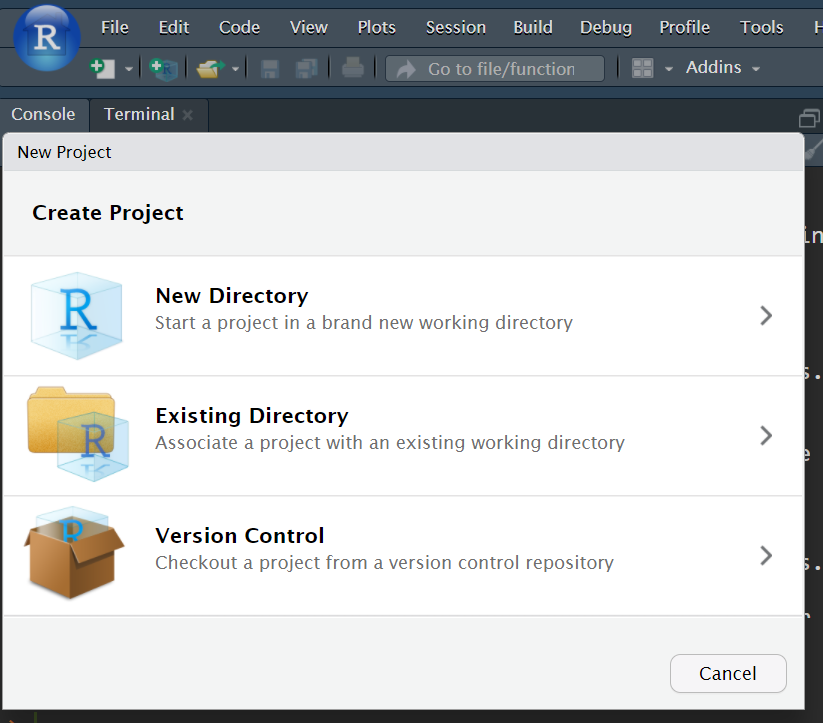 R File Edit Code View Plots Session Build Debug Profile Tools H
Go to file/function Addins
Console Terminal
New Project
Create Project
R
New Directory
Start a project in a brand new working directory
R
Existing Directory
Associate a project with an existing working directory
R
Version Control
Checkout a project from a version control repository
Cancel